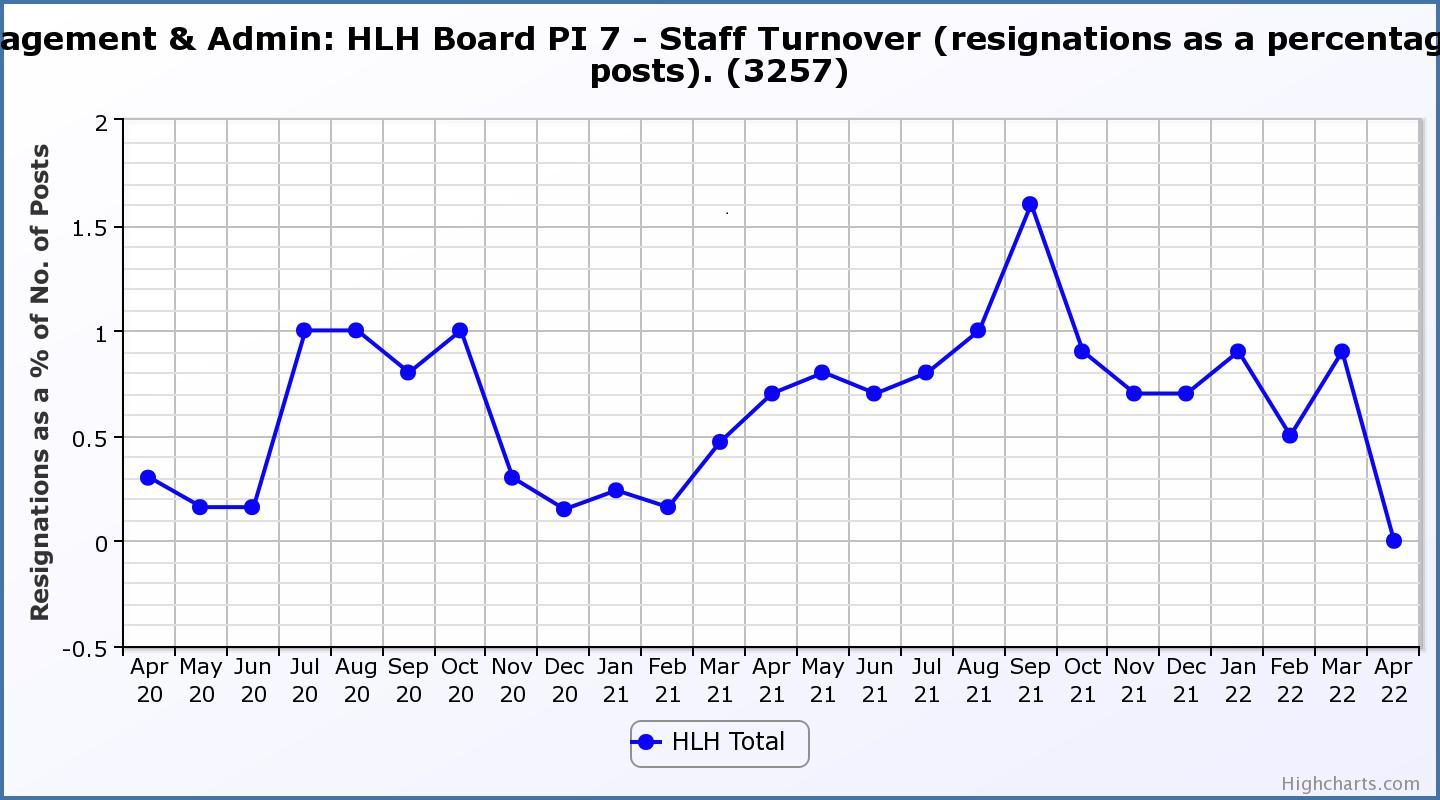 agement & Admin: HLH Board PI 7 - Staff Turnover (resignations as a percentag
posts). (3257)
Resignations as a % of No. of Posts
2
1.5
1
0.5
0
-0.5
Apr 20
May 20
Jun 20
Jul 20
Aug 20
Sep 20
Oct 20
Nov 20
Dec 20
Jan 21
Feb 21
Mar 21
Apr 21
May 21
Jun 21
Jul 21
Aug 21
Sep 21
Oct 21
Nov 21
Dec 21
Jan 22
Feb 22
Mar 22
Apr 22
HLH Total
Highcharts.com